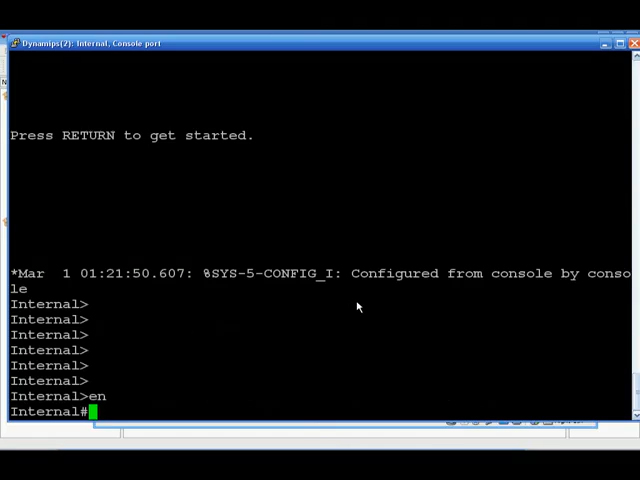 Dynamips(2): Internal, Console port
Press RETURN to get started.
*Mar  1 01:21:50.607: %SYS-5-CONFIG_I: Configured from console by conso
le
Internal>
Internal>
Internal>
Internal>
Internal>
Internal>
Internal>en
Internal#